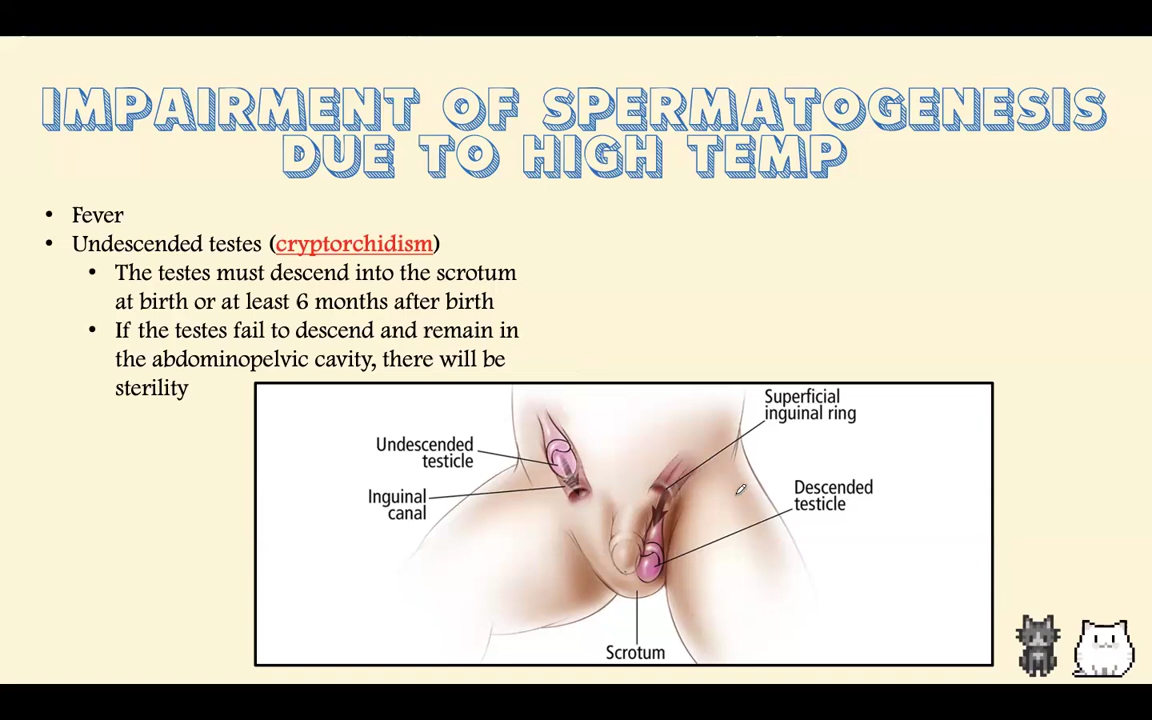 IMPAIRMENT OF SPERMATOGENESIS
DUE TO HIGH TEMP
• Fever
• Undescended testes (cryptorchidism)
• The testes must descend into the scrotum
at birth or at least 6 months after birth
• If the testes fail to descend and remain in
the abdominopelvic cavity, there will be
sterility
Superficial
inguinal ring
Undescended
testicle
Inguinal
canal
Descended
testicle
Scrotum